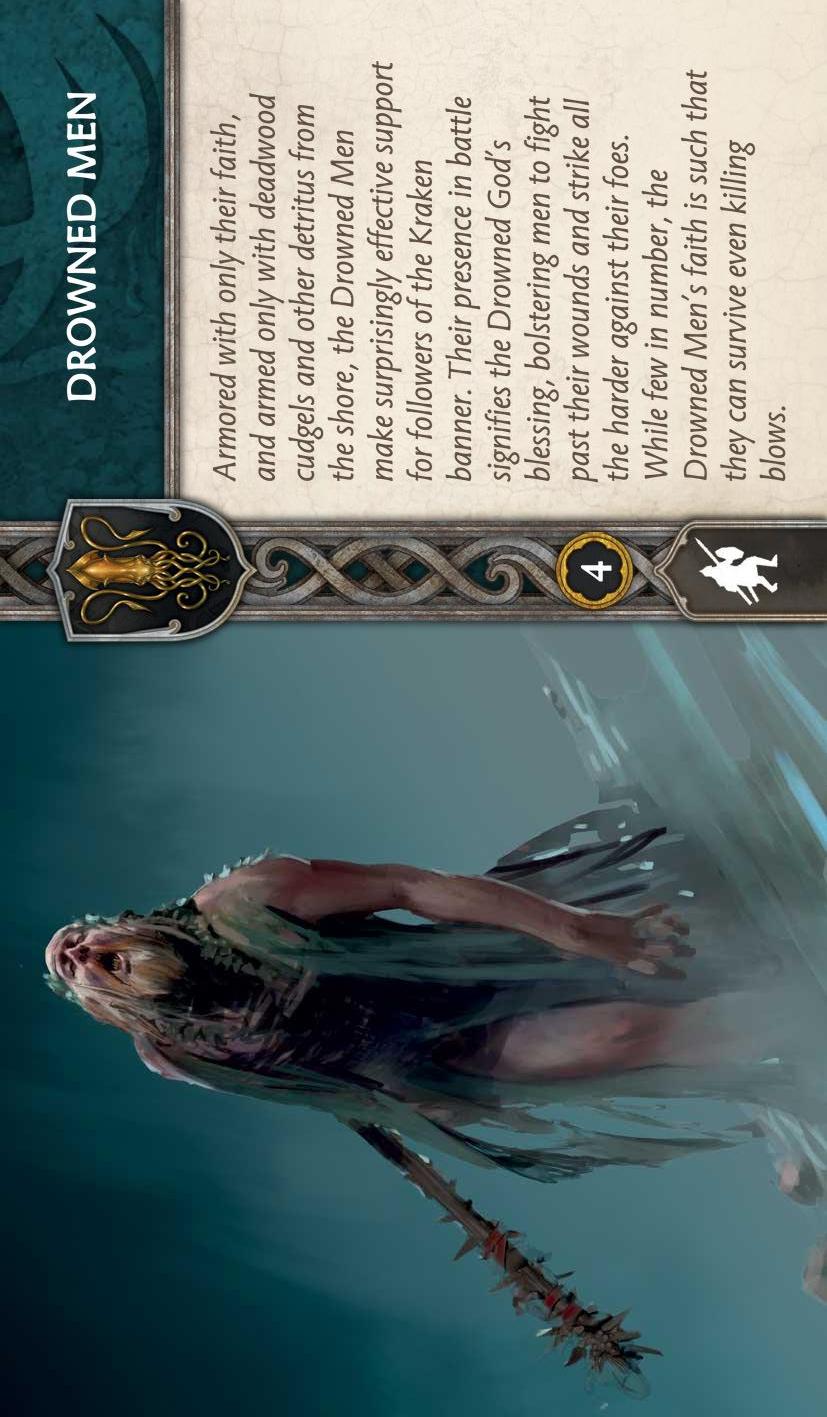 DROWNED MEN
Armored with only their faith,
and armed only with deadwood
cudgels and other detritus from
the shore, the Drowned Men
make surprisingly effective support
for followers of the Kraken
banner. Their presence in battle
signifies the Drowned God's
blessing, bolstering men to fight
past their wounds and strike all
the harder against their foes.
While few in number, the
Drowned Men's faith is such that
they can survive even killing
blows.
4